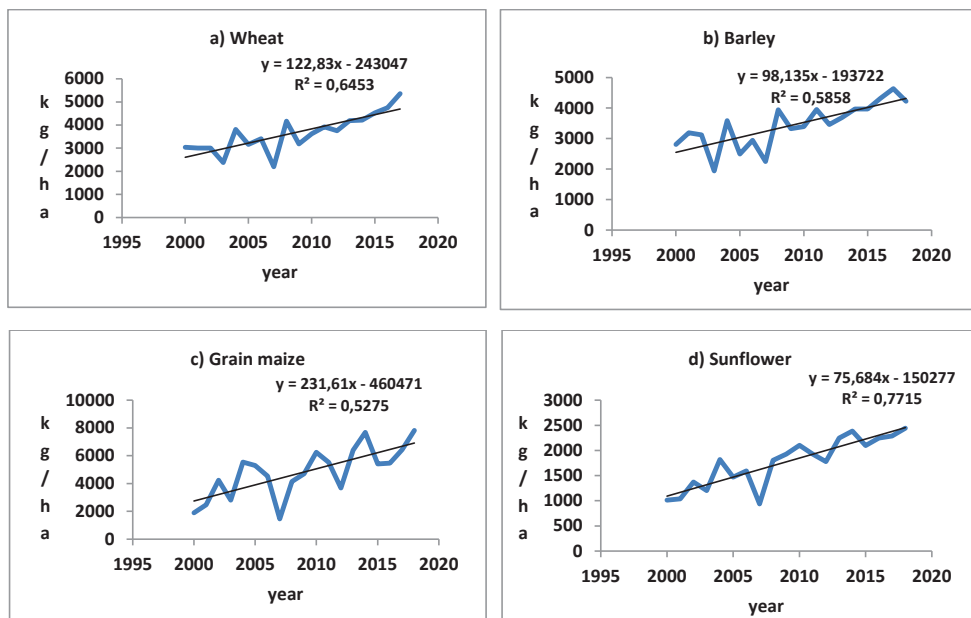 a) Wheat
y = 122,83x - 243047
R² = 0,6453
k
g
/
h
a
6000
5000
4000
3000
2000
1000
0
1995 2000 2005 2010 2015 2020
year
b) Barley
y = 98,135x - 193722
R² = 0,5858
k
g
/
h
a
5000
4000
3000
2000
1000
0
1995 2000 2005 2010 2015 2020
year
c) Grain maize
y = 231,61x - 460471
R² = 0,5275
k
g
/
h
a
10000
8000
6000
4000
2000
0
1995 2000 2005 2010 2015 2020
year
d) Sunflower
y = 75,684x - 150277
R² = 0,7715
k
g
/
h
a
3000
2500
2000
1500
1000
500
0
1995 2000 2005 2010 2015 2020
year